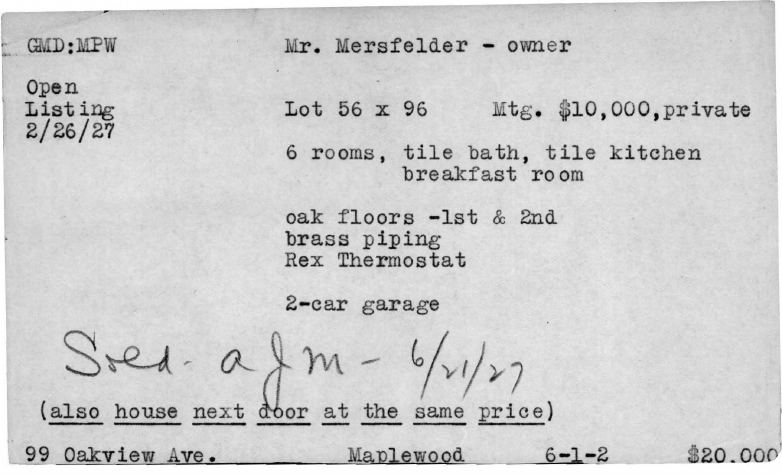 GMD:MPW Mr. Mersfelder - owner
Open
Listing Lot 56 x 96 Mtg. $10,000,private
2/26/27
6 rooms, tile bath, tile kitchen
breakfast room
oak floors -1st & 2nd
brass piping
Rex Thermostat
2-car garage
Sold - a J m - 6/21/27
(also house next door at the same price)
99 Oakview Ave. Maplewood 6-1-2 $20.000